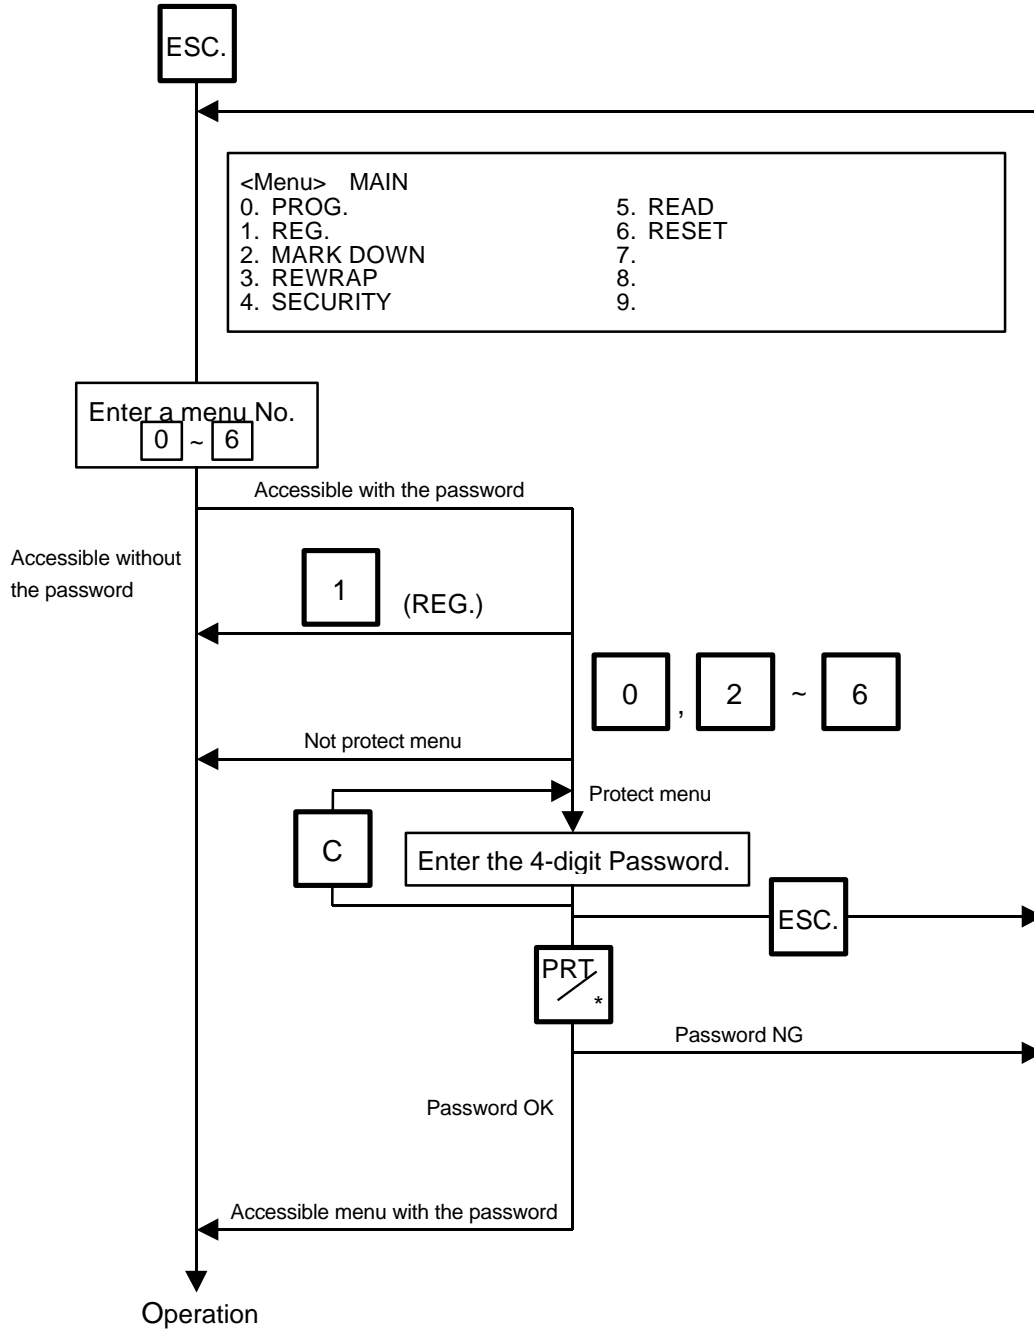 ESC.
<Menu> MAIN
0. PROG. 5. READ
1. REG. 6. RESET
2. MARK DOWN 7.
3. REWRAP 8.
4. SECURITY 9.
Enter a menu No.
0 ~ 6
Accessible with the password
Accessible without
the password
1 (REG.)
0 , 2 ~ 6
Not protect menu
Protect menu
C
Enter the 4-digit Password.
ESC.
PRT
*
Password NG
Password OK
Accessible menu with the password
Operation